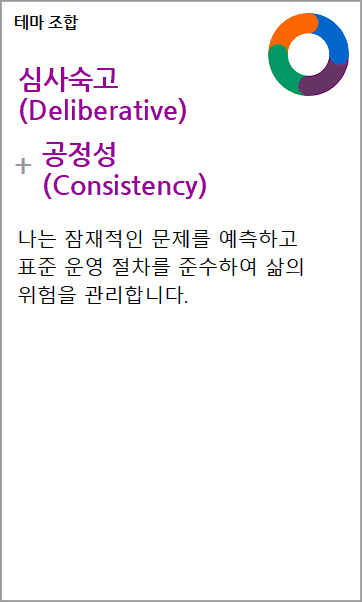 테마 조합
심사숙고
(Deliberative)
+ 공정성
(Consistency)
나는 잠재적인 문제를 예측하고
표준 운영 절차를 준수하여 삶의
위험을 관리합니다.